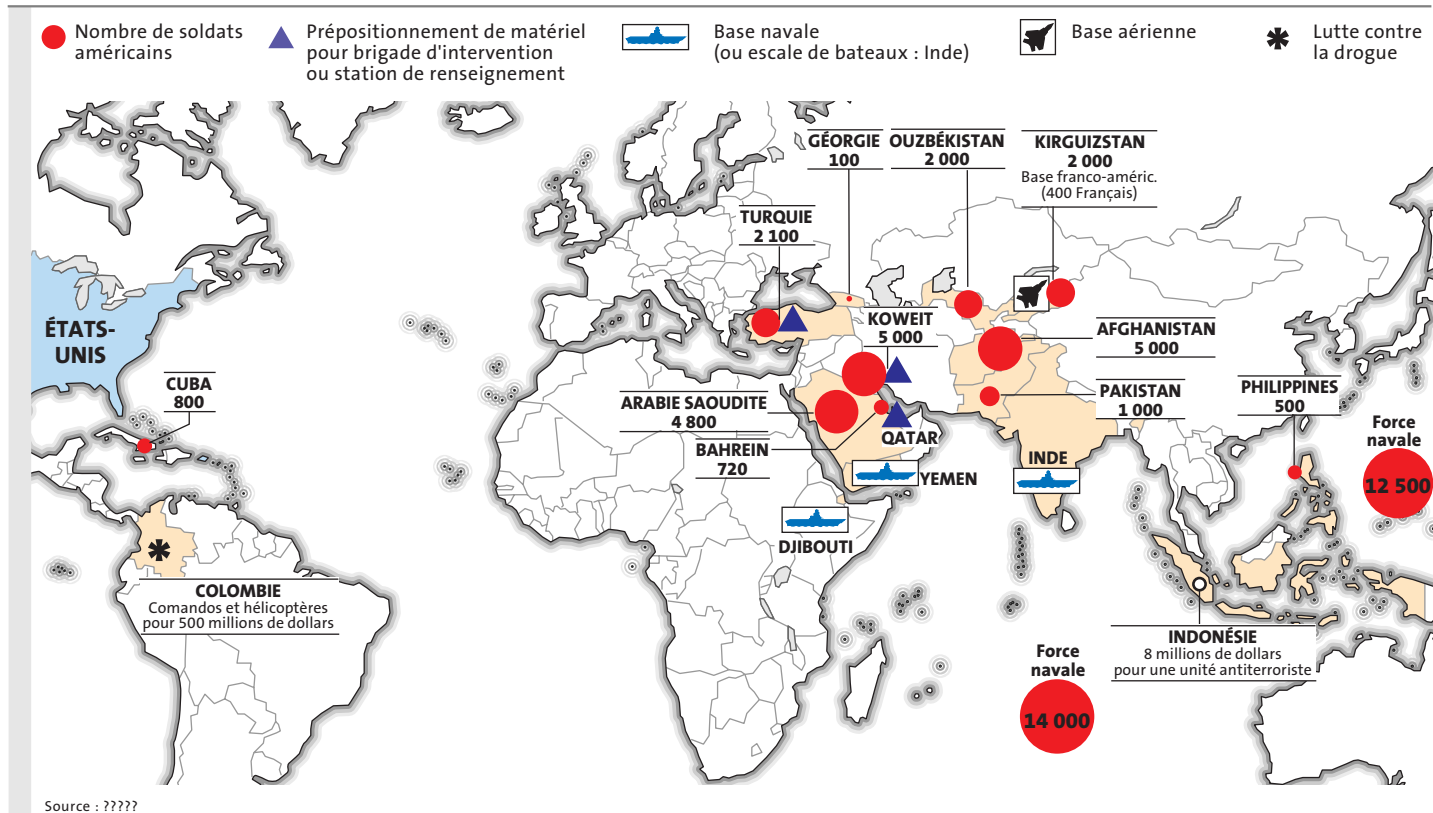 Nombre de soldats
américains
Prépositionnement de matériel
pour brigade d'intervention
ou station de renseignement
Base navale
(ou escale de bateaux : Inde)
Base aérienne
Lutte contre
la drogue
GÉORGIE
100
OUZBÉKISTAN
2 000
KIRGUIZSTAN
2 000
Base franco-améric.
(400 Français)
TURQUIE
2 100
ÉTATS-
UNIS
KOWEIT
5 000
AFGHANISTAN
5 000
CUBA
800
ARABIE SAOUDITE
4 800
PAKISTAN
1 000
PHILIPPINES
500
Force
navale
12 500
QATAR
BAHREIN
720
INDE
YEMEN
DJIBOUTI
COLOMBIE
Comandos et hélicoptères
pour 500 millions de dollars
INDONÉSIE
8 millions de dollars
pour une unité antiterroriste
Force
navale
14 000
Source : ?????